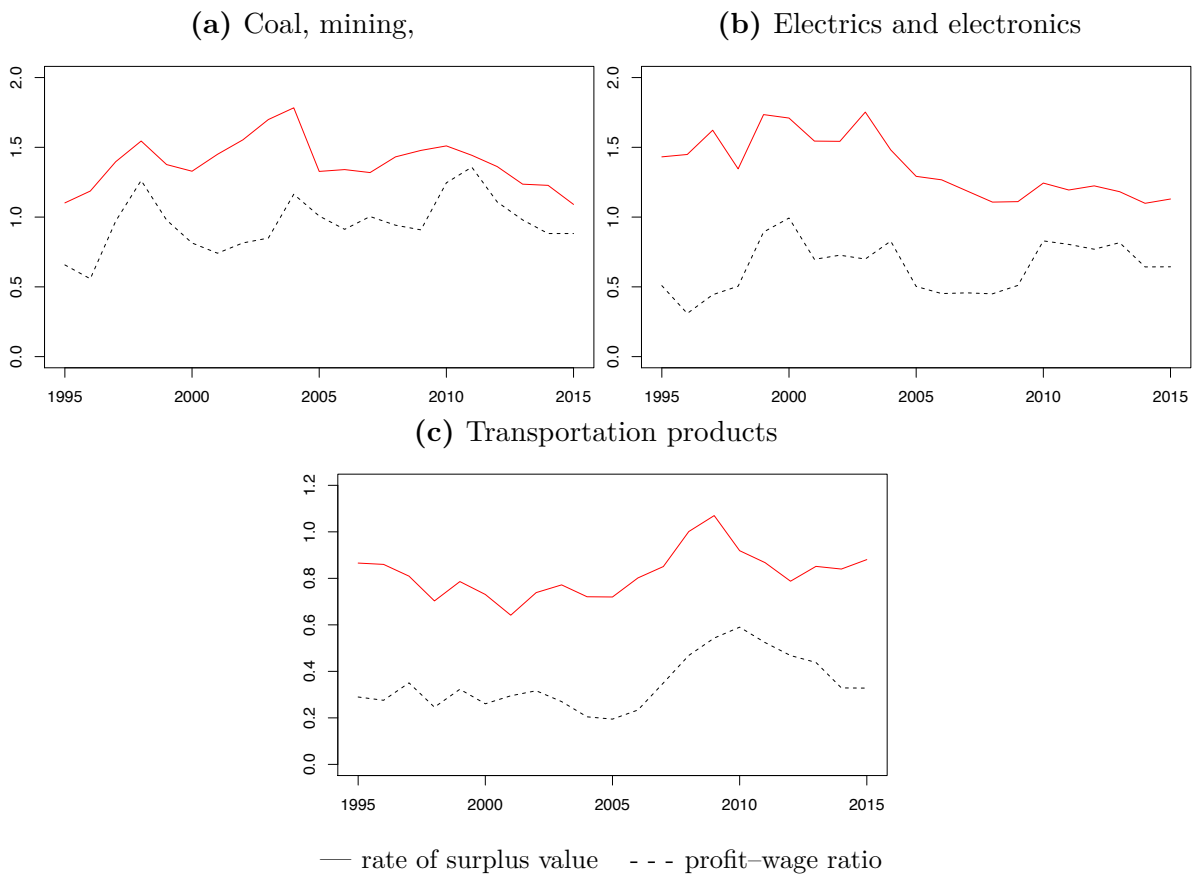 (a) Coal, mining,
2.0
1.5
1.0
0.5
0.0
1995 2000 2005 2010 2015
(b) Electrics and electronics
2.0
1.5
1.0
0.5
0.0
1995 2000 2005 2010 2015
(c) Transportation products
1.2
1.0
0.8
0.6
0.4
0.2
0.0
1995 2000 2005 2010 2015
rate of surplus value profit–wage ratio